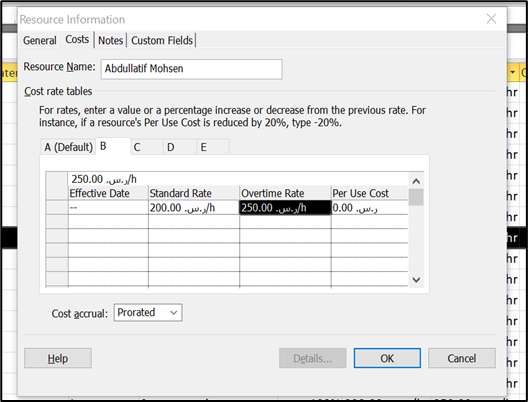 Resource Information
General Costs Notes Custom Fields
Resource Name: Abdullatif Mohsen
Cost rate tables
For rates, enter a value or a percentage increase or decrease from the previous rate. For
instance, if a resource's Per Use Cost is reduced by 20%, type -20%.
A (Default) B C D E
250.00 ر.س./h
Effective Date Standard Rate Overtime Rate Per Use Cost
-- 200.00 ر.س./h 250.00 ر.س./h 0.00 ر.س.
Cost accrual: Prorated
Help Details... OK Cancel